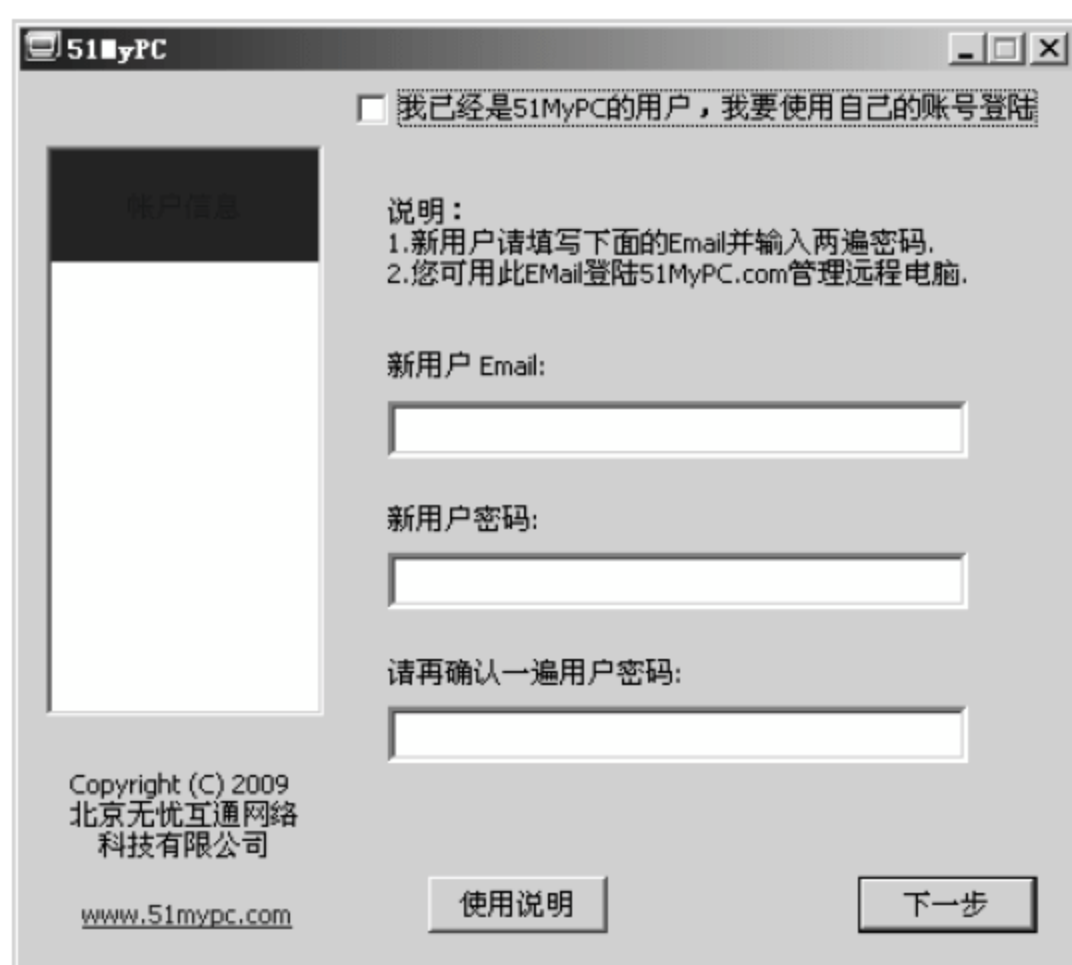 51MyPC
我已经是51MyPC的用户，我要使用自己的账号登陆
帐户信息
说明：
1.新用户请填写下面的Email并输入两遍密码.
2.您可用此EMail登陆51MyPC.com管理远程电脑.
新用户 Email:
新用户密码:
请再确认一遍用户密码:
Copyright (C) 2009
北京无忧互通网络
科技有限公司
www.51mypc.com
使用说明
下一步